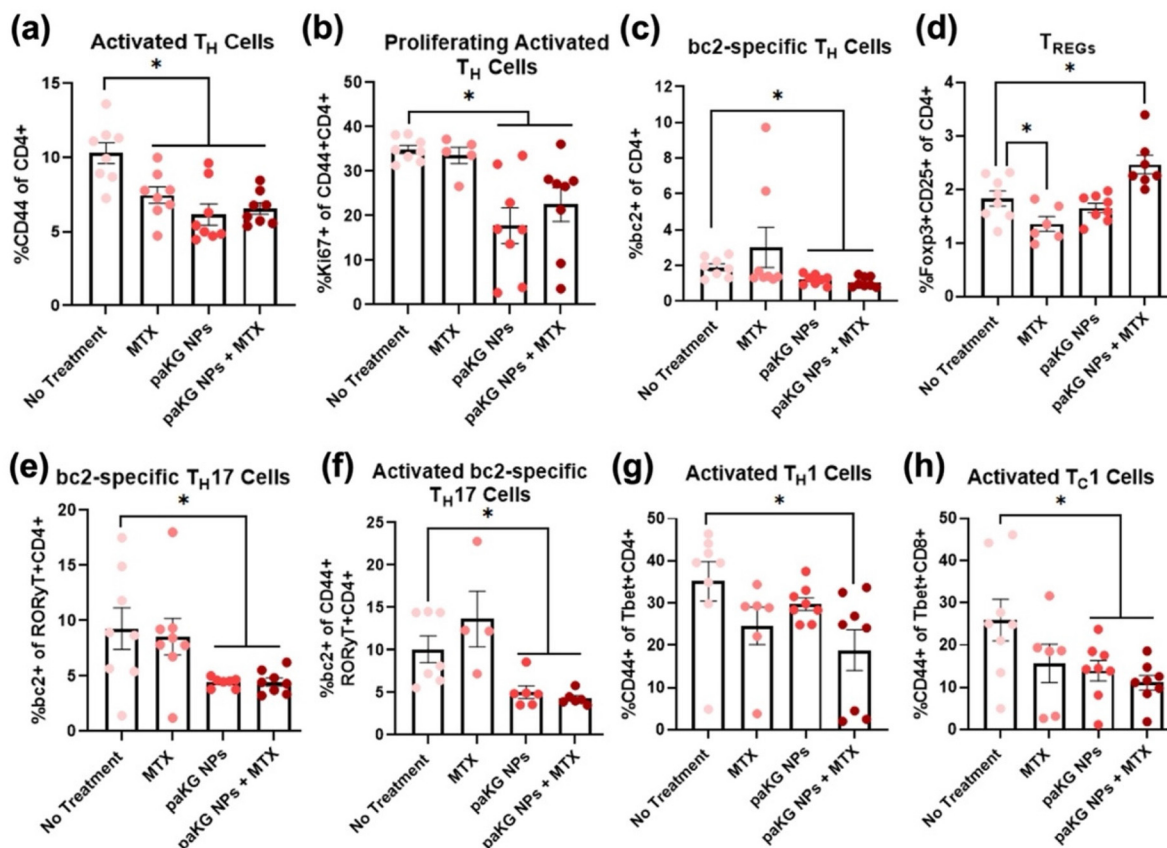 (a)
Activated TH Cells
*
%CD44 of CD4+
15
10
5
0
No Treatment
MTX
paKG NPs
paKG NPs + MTX
(b)
Proliferating Activated
TH Cells
*
%Ki67+ of CD44+CD4+
50
40
30
20
10
0
No Treatment
MTX
paKG NPs
paKG NPs + MTX
(c)
bc2-specific TH Cells
*
%bc2+ of CD4+
12
10
8
6
4
2
0
No Treatment
MTX
paKG NPs
paKG NPs + MTX
(d)
TREGs
*
*
%Foxp3+CD25+ of CD4+
4
3
2
1
0
No Treatment
MTX
paKG NPs
paKG NPs + MTX
(e)
bc2-specific TH17 Cells
*
%bc2+ of RORγT+CD4+
20
15
10
5
0
No Treatment
MTX
paKG NPs
paKG NPs + MTX
(f)
Activated bc2-specific
TH17 Cells
*
%bc2+ of CD44+
RORγT+CD4+
25
20
15
10
5
0
No Treatment
MTX
paKG NPs
paKG NPs + MTX
(g)
Activated TH1 Cells
*
%CD44+ of Tbet+CD4+
50
40
30
20
10
0
No Treatment
MTX
paKG NPs
paKG NPs + MTX
(h)
Activated TC1 Cells
*
%CD44+ of Tbet+CD8+
50
40
30
20
10
0
No Treatment
MTX
paKG NPs
paKG NPs + MTX